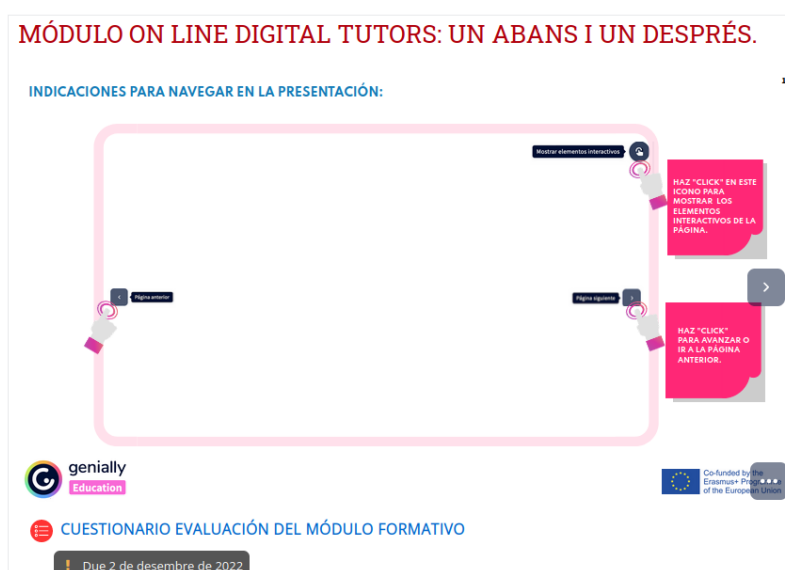 MÓDULO ON LINE DIGITAL TUTORS: UN ABANS I UN DESPRÉS.
INDICACIONES PARA NAVEGAR EN LA PRESENTACIÓN:
Mostrar elementos interactivos
HAZ "CLICK" EN ESTE
ICONO PARA
MOSTRAR LOS
ELEMENTOS
INTERACTIVOS DE LA
PÁGINA.
Página anterior
Página siguiente
HAZ "CLICK"
PARA AVANZAR O
IR A LA PÁGINA
ANTERIOR.
genially
Education
Co-funded by the
Erasmus+
of the European Union
CUESTIONARIO EVALUACIÓN DEL MÓDULO FORMATIVO
Due 2 de desembre de 2022